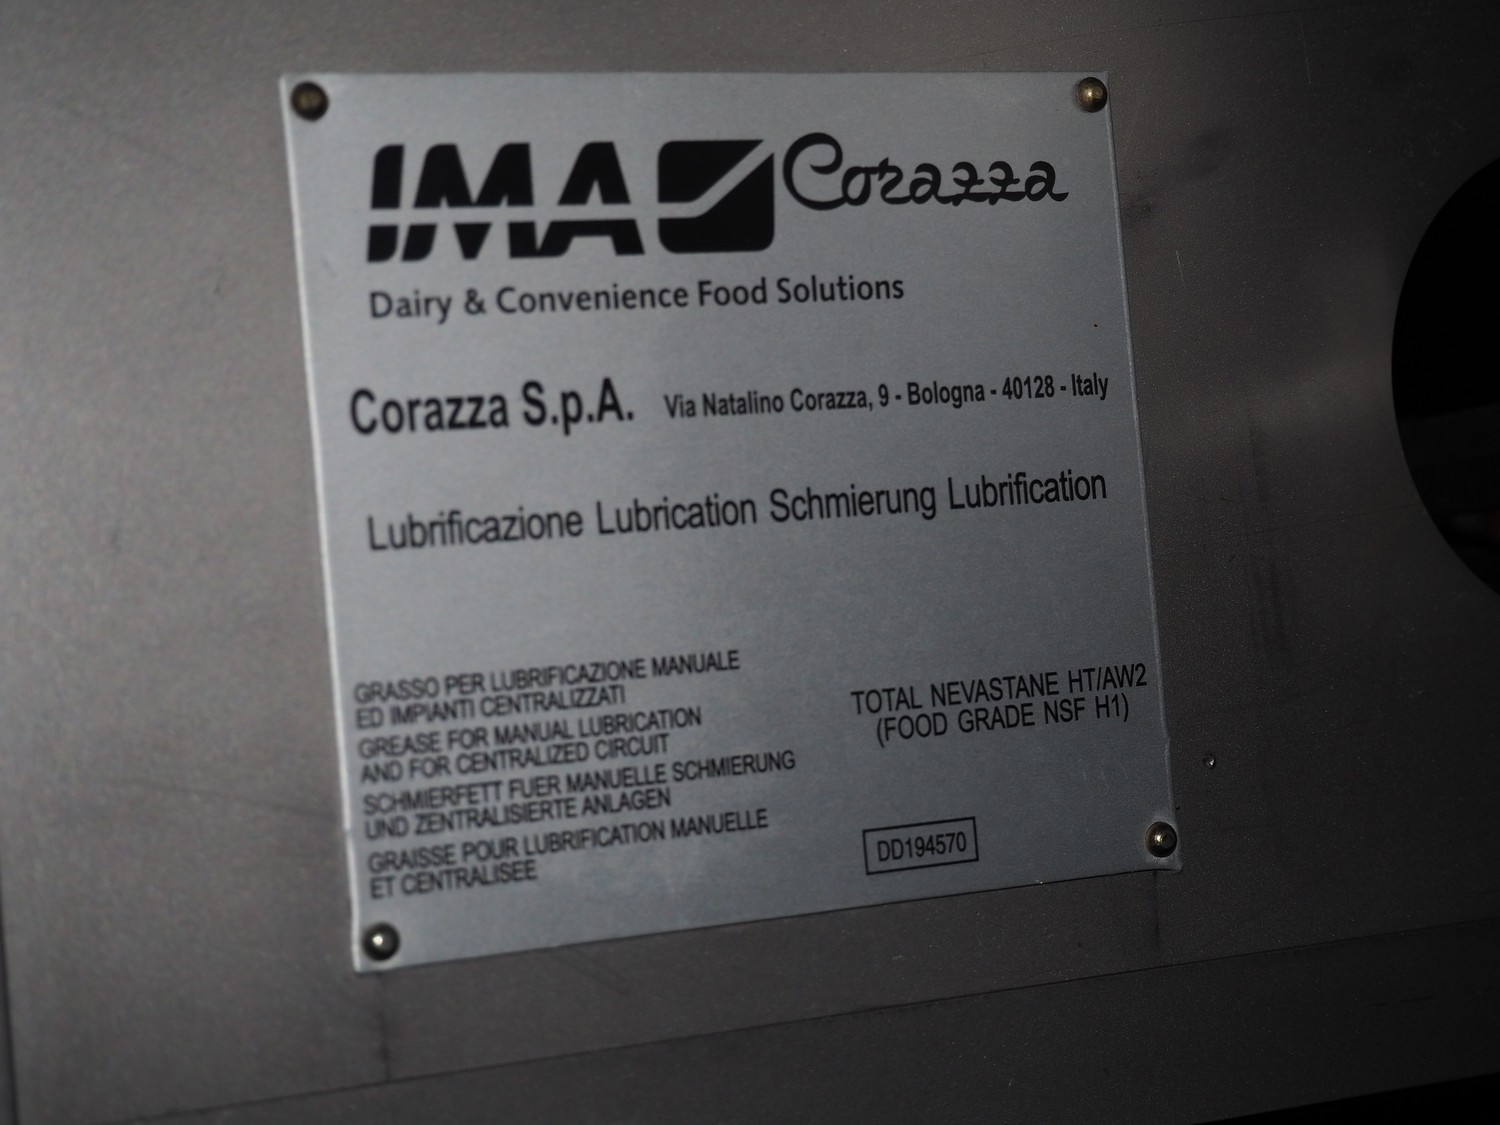 IMA Corazza
Dairy & Convenience Food Solutions
Corazza S.p.A. Via Natalino Corazza, 9 - Bologna - 40128 - Italy
Lubrificazione Lubrication Schmierung Lubrification
GRASSO PER LUBRIFICAZIONE MANUALE
ED IMPIANTI CENTRALIZZATI
GREASE FOR MANUAL LUBRICATION
AND FOR CENTRALIZED CIRCUIT
SCHMIERFETT FUER MANUELLE SCHMIERUNG
UND ZENTRALISIERTE ANLAGEN
GRAISSE POUR LUBRIFICATION MANUELLE
ET CENTRALISEE
TOTAL NEVASTANE HT/AW2
(FOOD GRADE NSF H1)
DD194570